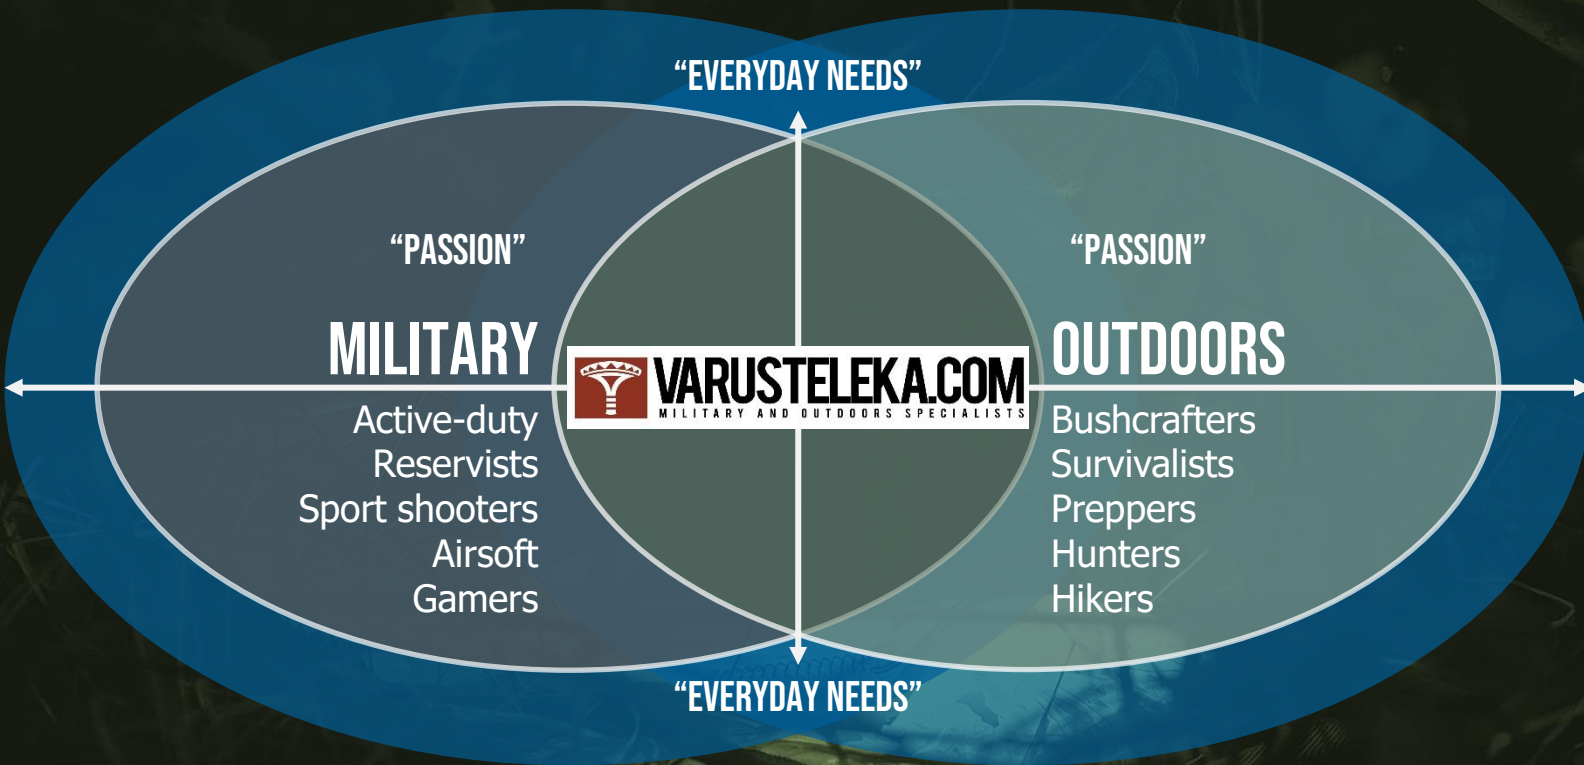 “EVERYDAY NEEDS”
“PASSION”
“PASSION”
MILITARY
Active-duty
Reservists
Sport shooters
Airsoft
Gamers
VARUSTELEKA.COM
MILITARY AND OUTDOORS SPECIALISTS
OUTDOORS
Bushcrafters
Survivalists
Preppers
Hunters
Hikers
“EVERYDAY NEEDS”